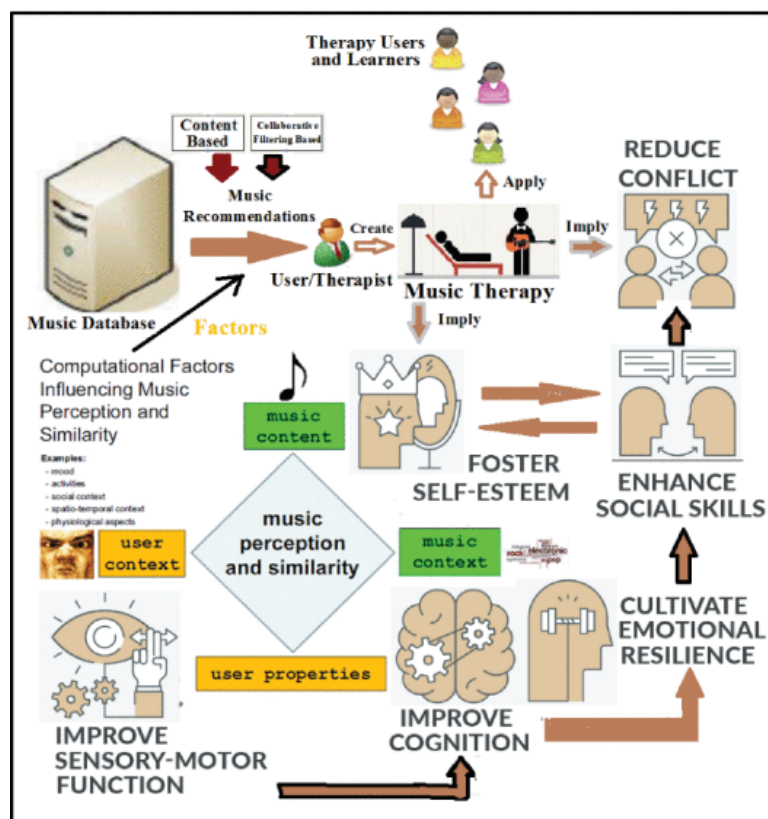 Therapy Users
and Learners
Content
Based
Collaborative
Filtering Based
Music
Recommendations
Apply
REDUCE
CONFLICT
Create
Imply
User/Therapist
Music Therapy
Music Database
Factors
Imply
Computational Factors
Influencing Music
Perception and
Similarity
Examples:
- mood
- activities
- social context
- spatio-temporal context
- physiological aspects
music
content
FOSTER
SELF-ESTEEM
ENHANCE
SOCIAL SKILLS
user
context
music
perception
and similarity
music
context
rock
electronic
pop
CULTIVATE
EMOTIONAL
RESILIENCE
user properties
IMPROVE
SENSORY-MOTOR
FUNCTION
IMPROVE
COGNITION